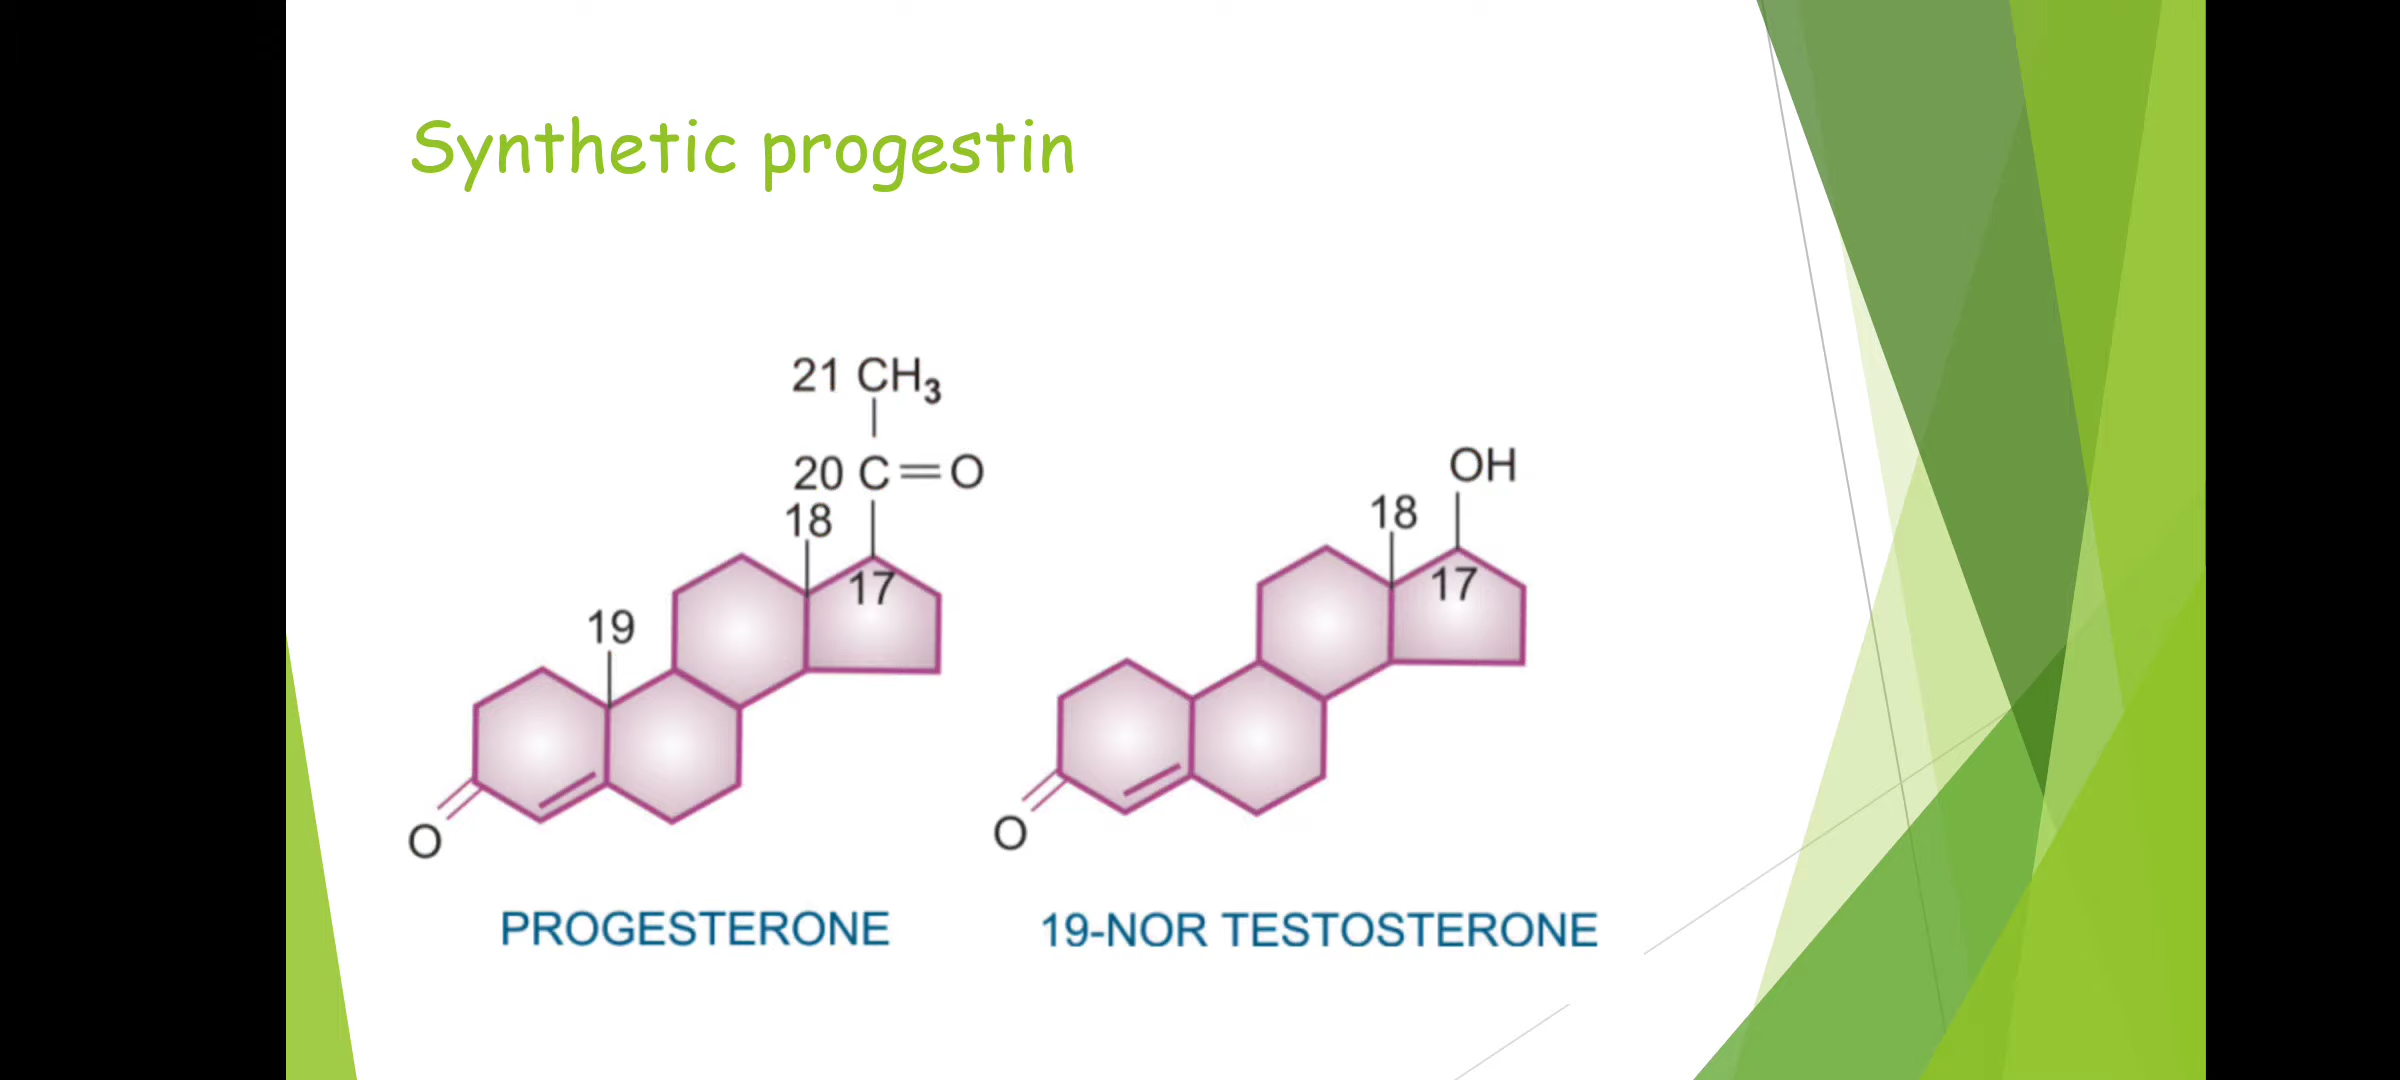 Synthetic progestin
21 CH₃
20 C=O
18
17
19
O
PROGESTERONE
OH
18
17
O
19-NOR TESTOSTERONE